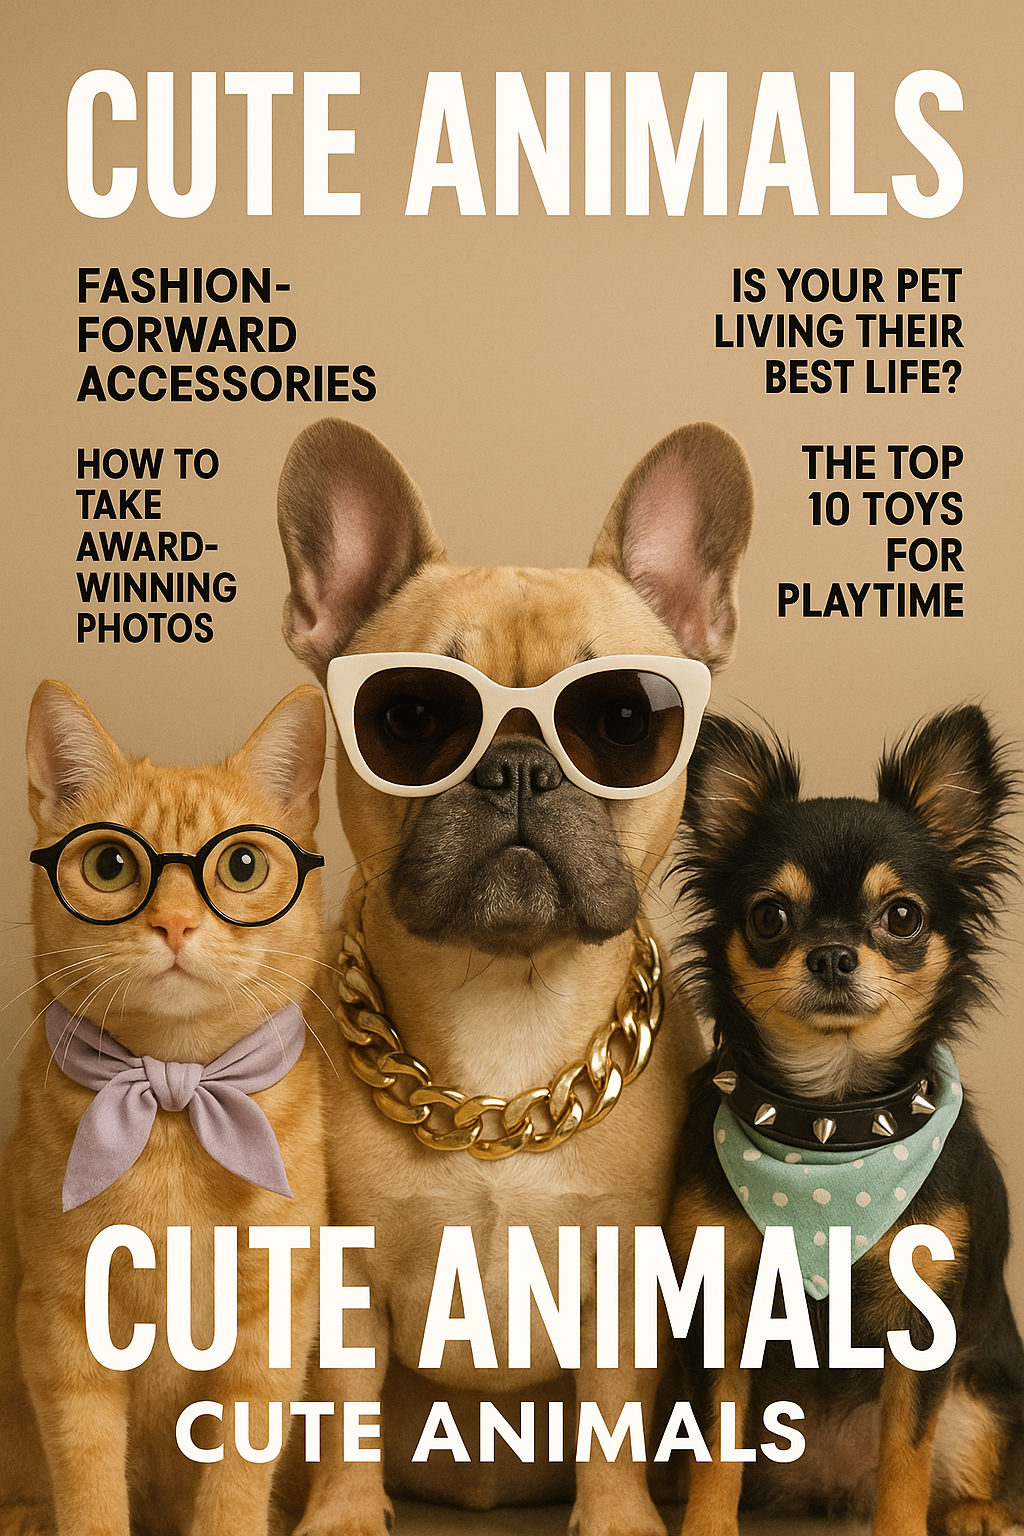 CUTE ANIMALS
FASHION-
FORWARD
ACCESSORIES
HOW TO
TAKE
AWARD-
WINNING
PHOTOS
IS YOUR PET
LIVING THEIR
BEST LIFE?
THE TOP
10 TOYS
FOR
PLAYTIME
CUTE ANIMALS
CUTE ANIMALS